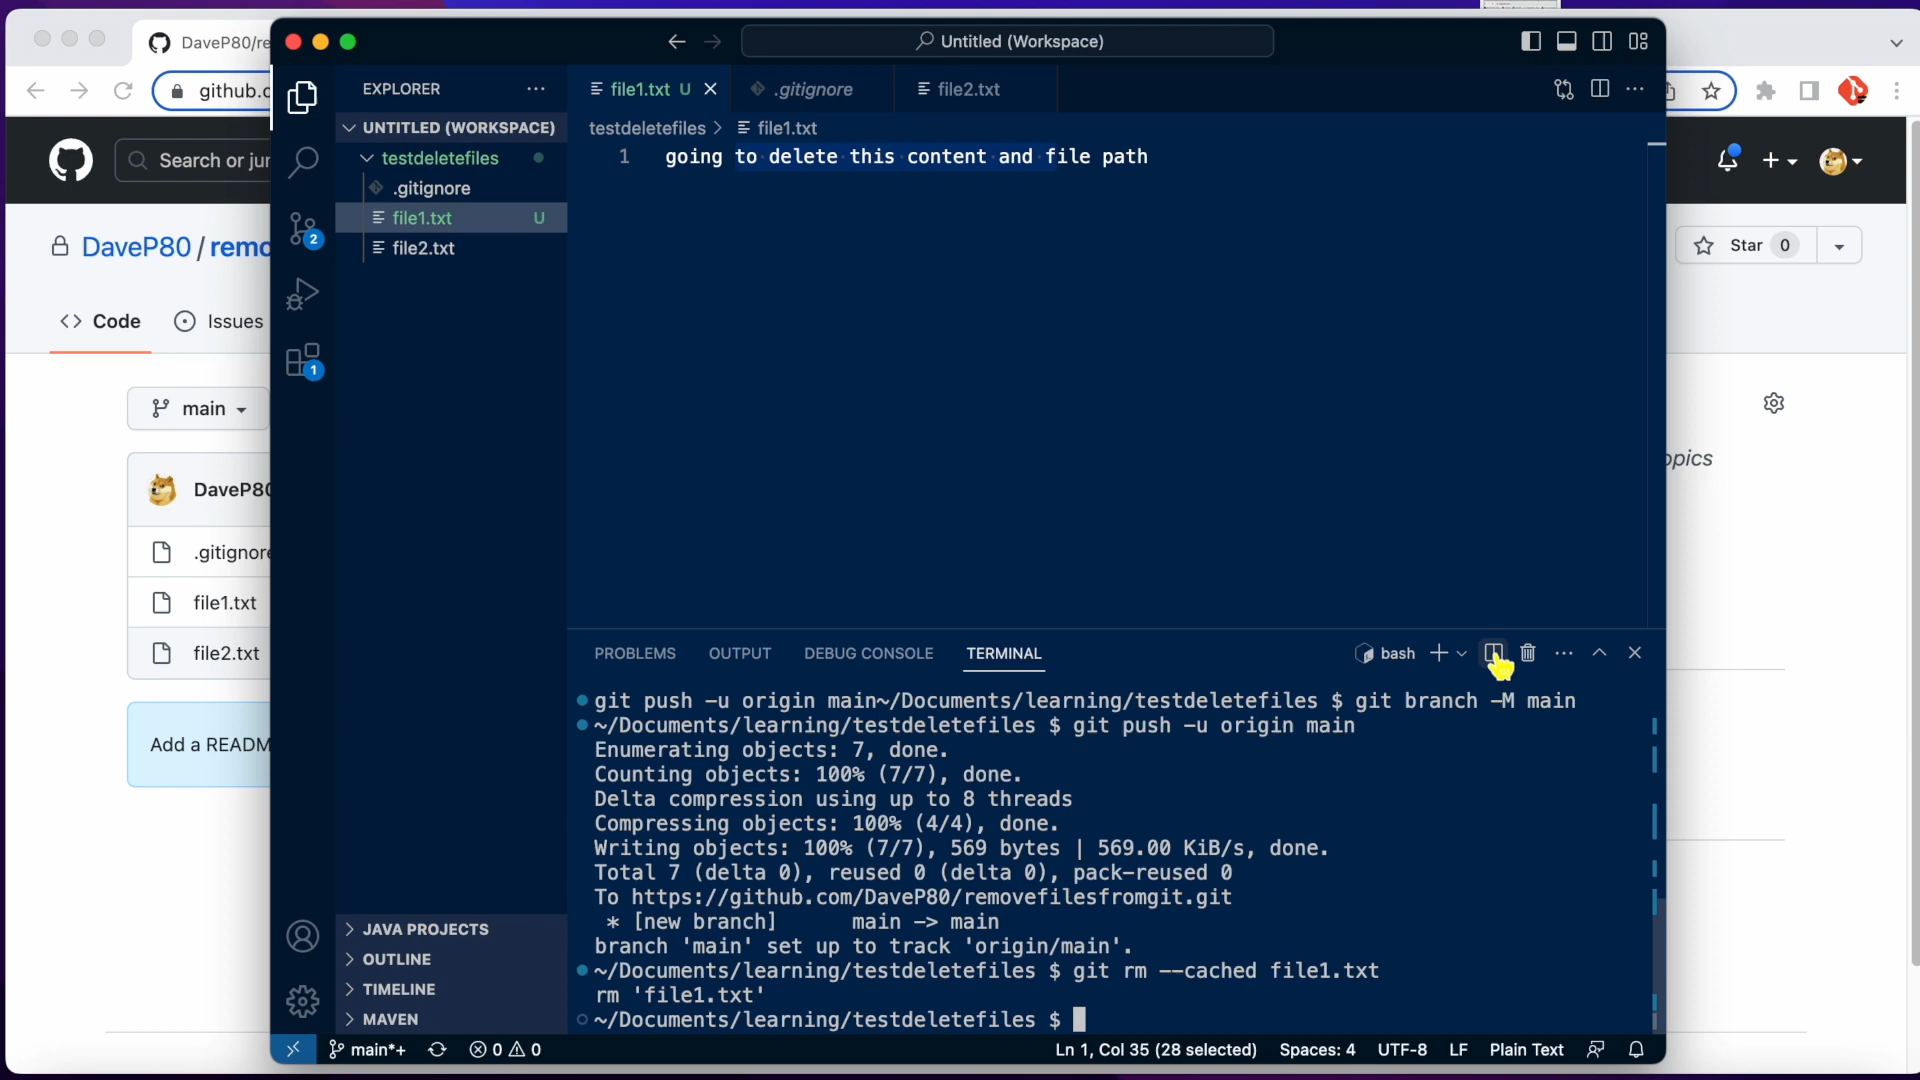 DaveP80/re
github.c
Search or jur
DaveP80 / remo
Star 0
Code
Issues
main
opics
DaveP80
.gitignore
file1.txt
file2.txt
Add a READM
Untitled (Workspace)
EXPLORER
UNTITLED (WORKSPACE)
testdeletefiles
.gitignore
file1.txt U
file2.txt
2
1
JAVA PROJECTS
OUTLINE
TIMELINE
MAVEN
file1.txt U
.gitignore
file2.txt
testdeletefiles > file1.txt
1 going to delete this content and file path
PROBLEMS OUTPUT DEBUG CONSOLE TERMINAL
bash
git push -u origin main~/Documents/learning/testdeletefiles $ git branch -M main
~/Documents/learning/testdeletefiles $ git push -u origin main
Enumerating objects: 7, done.
Counting objects: 100% (7/7), done.
Delta compression using up to 8 threads
Compressing objects: 100% (4/4), done.
Writing objects: 100% (7/7), 569 bytes | 569.00 KiB/s, done.
Total 7 (delta 0), reused 0 (delta 0), pack-reused 0
To https://github.com/DaveP80/removefilesfromgit.git
* [new branch] main -> main
branch 'main' set up to track 'origin/main'.
~/Documents/learning/testdeletefiles $ git rm --cached file1.txt
rm 'file1.txt'
~/Documents/learning/testdeletefiles $
main*+ 0 0
Ln 1, Col 35 (28 selected) Spaces: 4 UTF-8 LF Plain Text